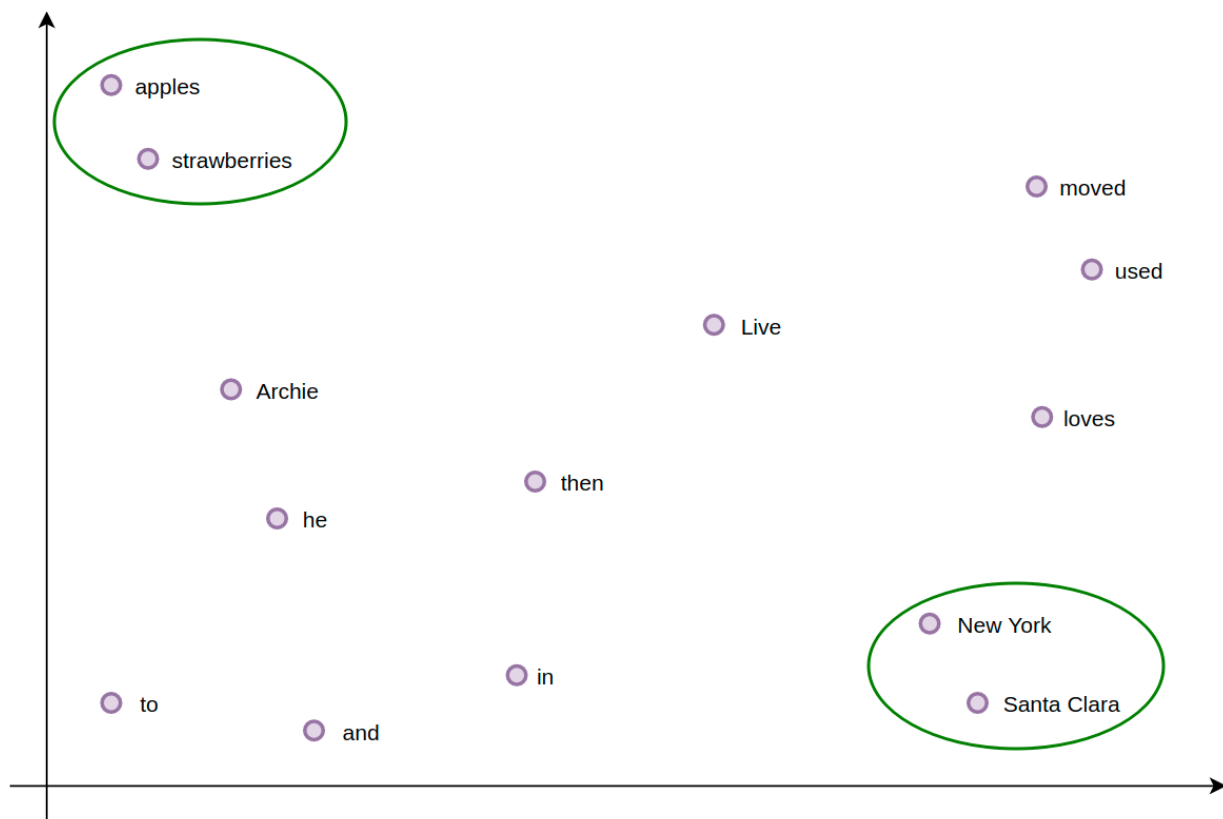 apples
strawberries
moved
used
Live
Archie
loves
then
he
New York
in
to
Santa Clara
and